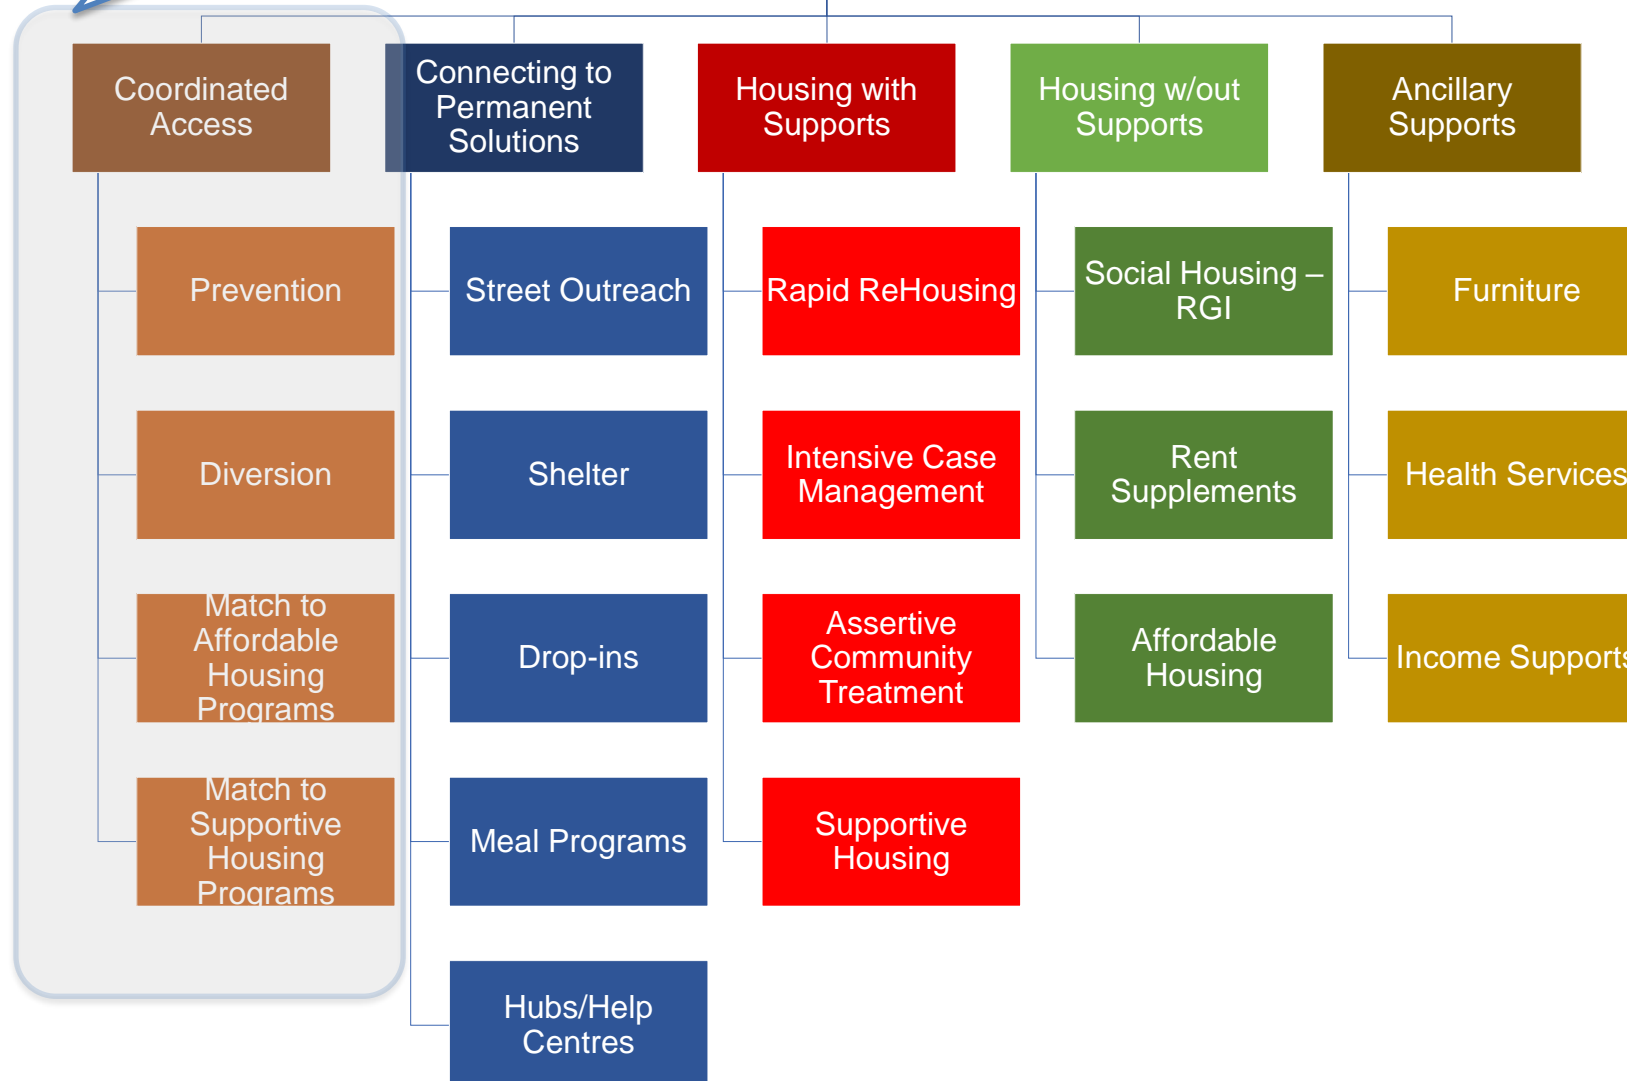 Coordinated
Access
Connecting to
Permanent
Solutions
Housing with
Supports
Housing w/out
Supports
Ancillary
Supports
Prevention
Street Outreach
Rapid ReHousing
Social Housing –
RGI
Furniture
Diversion
Shelter
Intensive Case
Management
Rent
Supplements
Health Services
Match to
Affordable
Housing
Programs
Drop-ins
Assertive
Community
Treatment
Affordable
Housing
Income Supports
Match to
Supportive
Housing
Programs
Meal Programs
Supportive
Housing
Hubs/Help
Centres